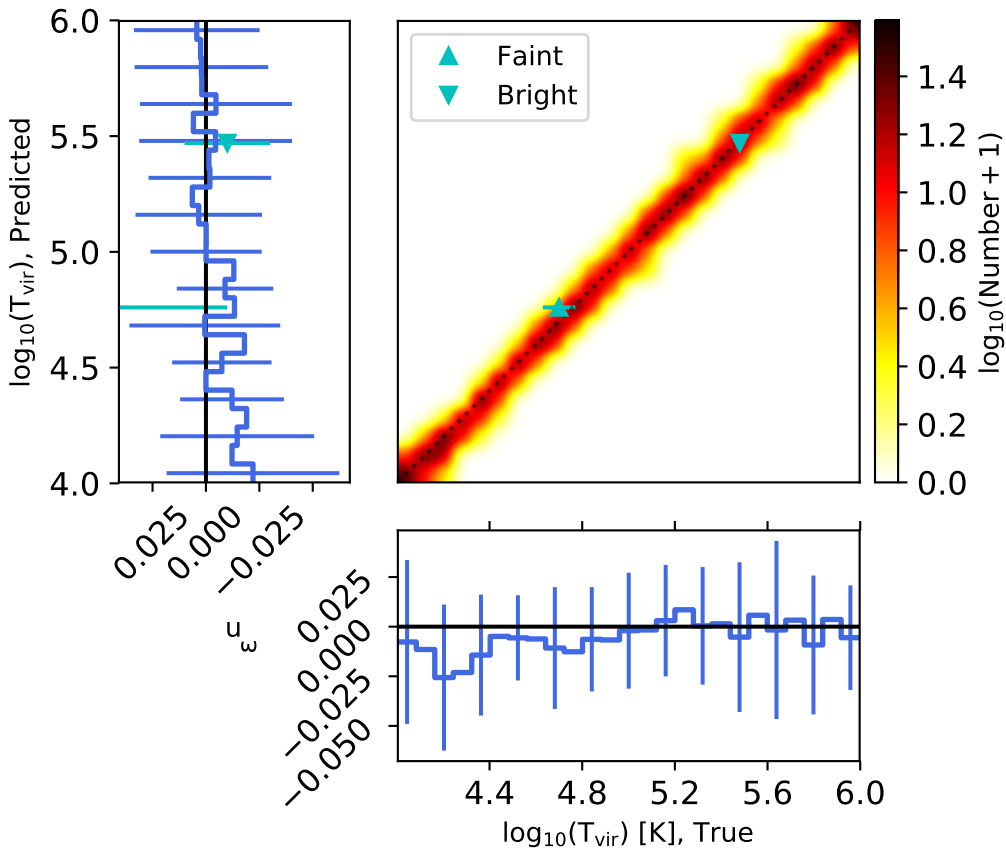 6.0
5.5
5.0
4.5
4.0
log₁₀(Tᵥᵢᵣ), Predicted
0.025
0.000
−0.025
u
ω
Faint
Bright
1.4
1.2
1.0
0.8
0.6
0.4
0.2
0.0
log₁₀(Number + 1)
0.025
0.000
−0.025
−0.050
4.4 4.8 5.2 5.6 6.0
log₁₀(Tᵥᵢᵣ) [K], True